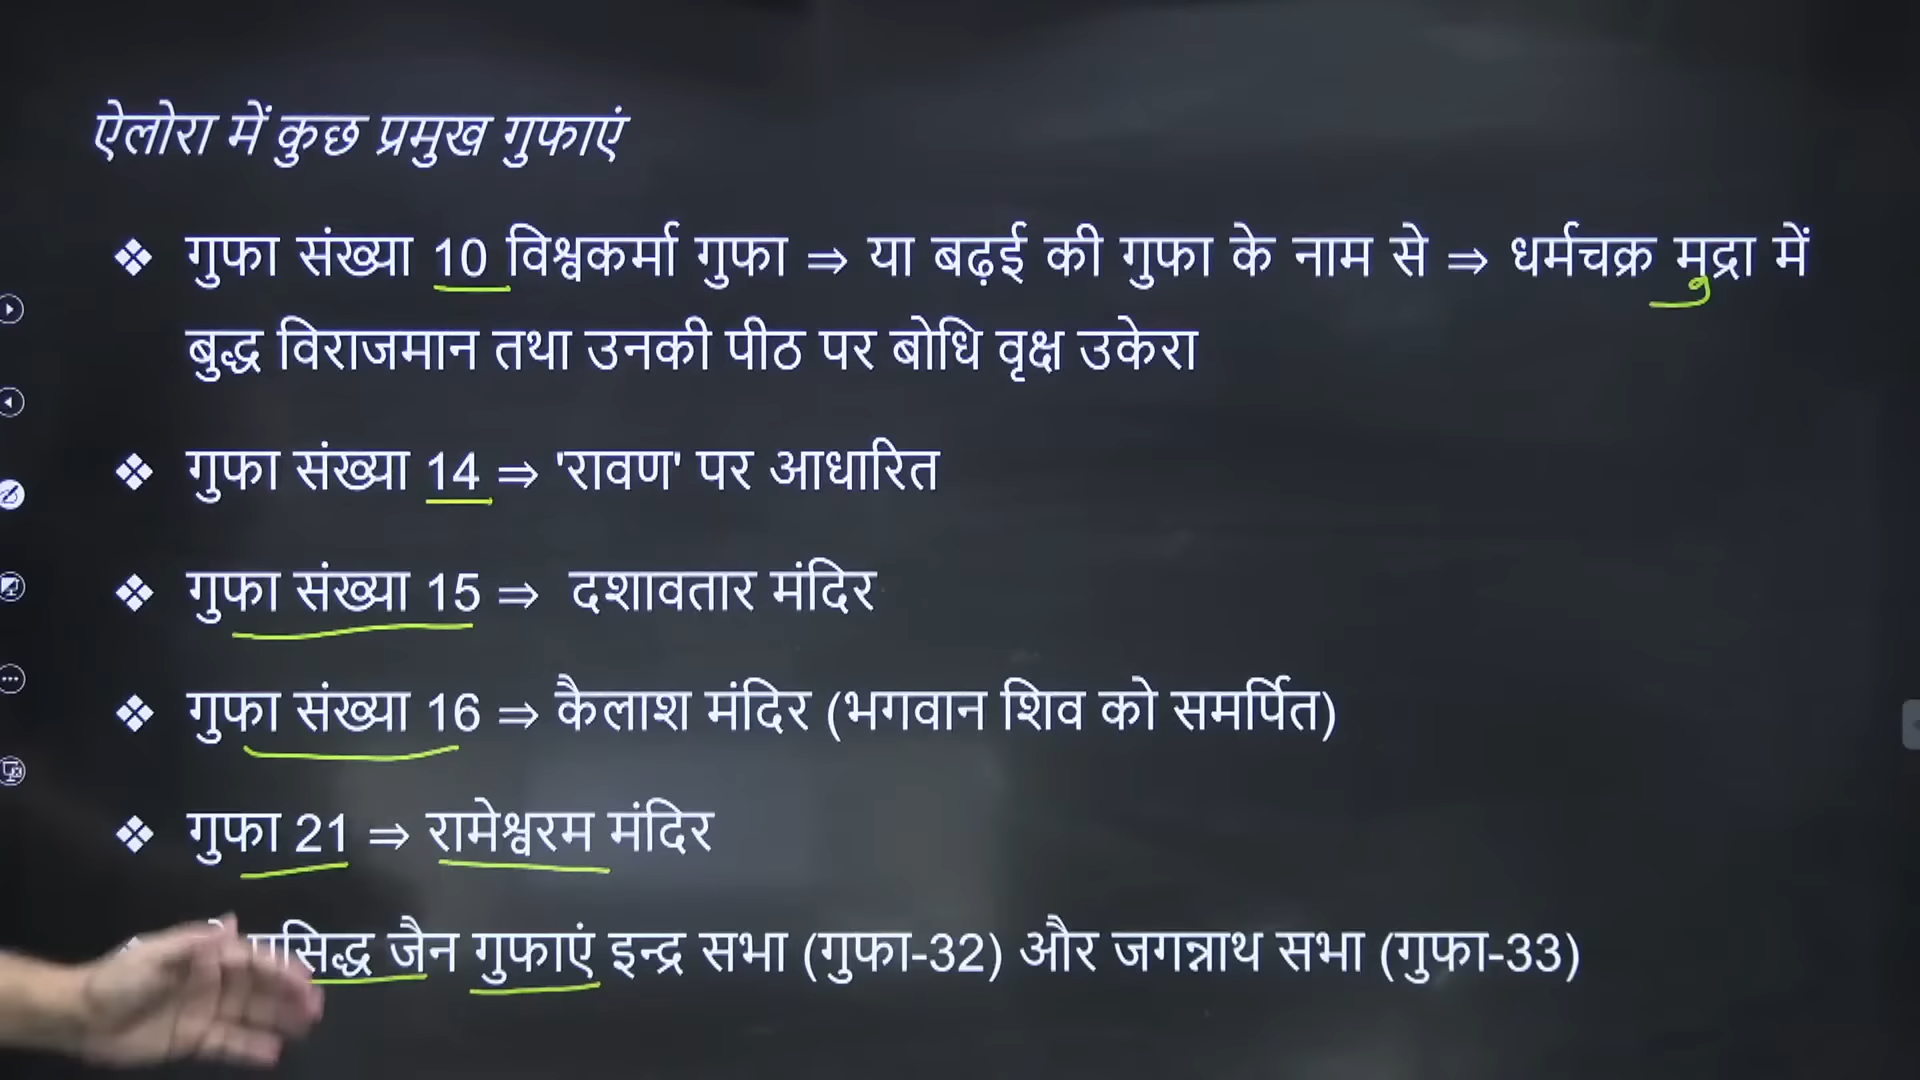 ऐलोरा में कुछ प्रमुख गुफाएं
❖ गुफा संख्या 10 विश्वकर्मा गुफा ⇒ या बढ़ई की गुफा के नाम से ⇒ धर्मचक्र मुद्रा में
बुद्ध विराजमान तथा उनकी पीठ पर बोधि वृक्ष उकेरा
❖ गुफा संख्या 14 ⇒ 'रावण' पर आधारित
❖ गुफा संख्या 15 ⇒ दशावतार मंदिर
❖ गुफा संख्या 16 ⇒ कैलाश मंदिर (भगवान शिव को समर्पित)
❖ गुफा 21 ⇒ रामेश्वरम मंदिर
जैन गुफाएं इन्द्र सभा (गुफा-32) और जगन्नाथ सभा (गुफा-33)